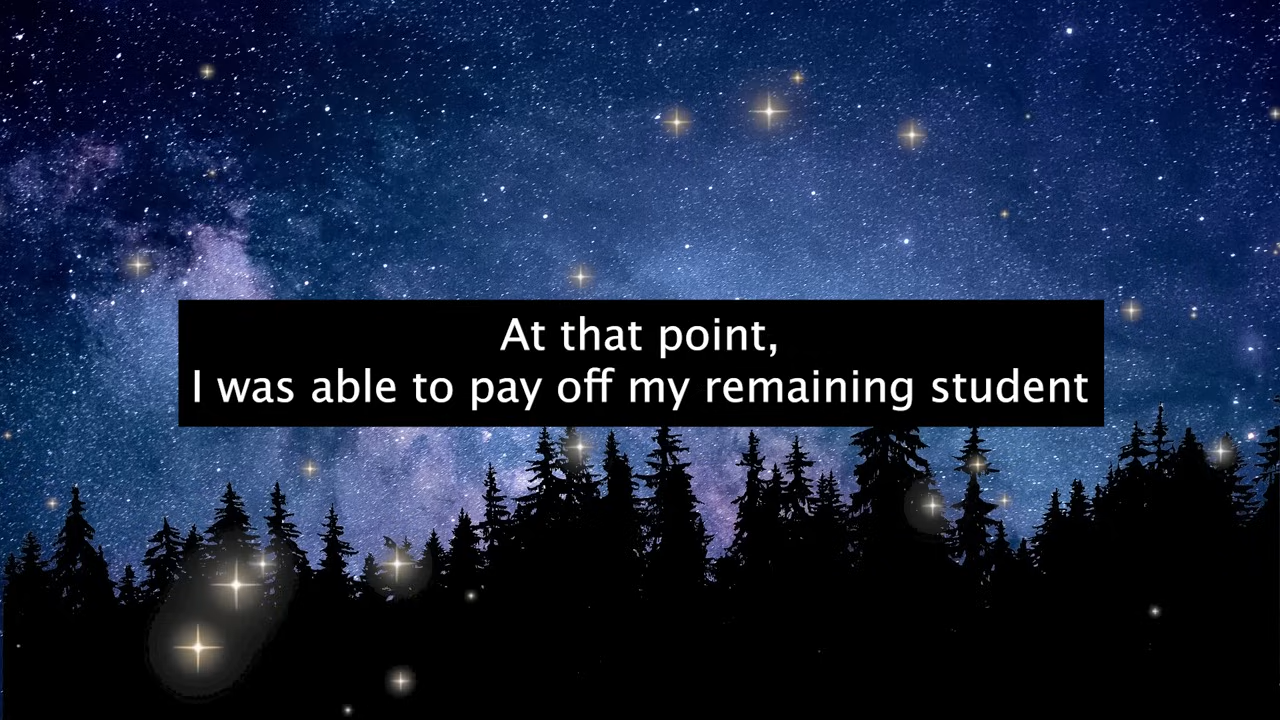 At that point,
I was able to pay off my remaining student